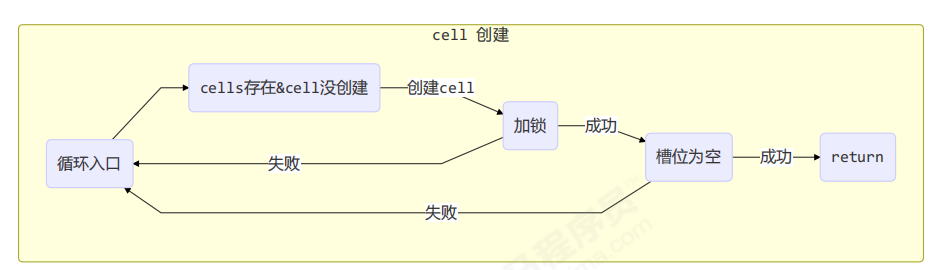 cell 创建
cells存在&cell没创建
创建cell
加锁
成功
槽位为空
成功
return
循环入口
失败
失败